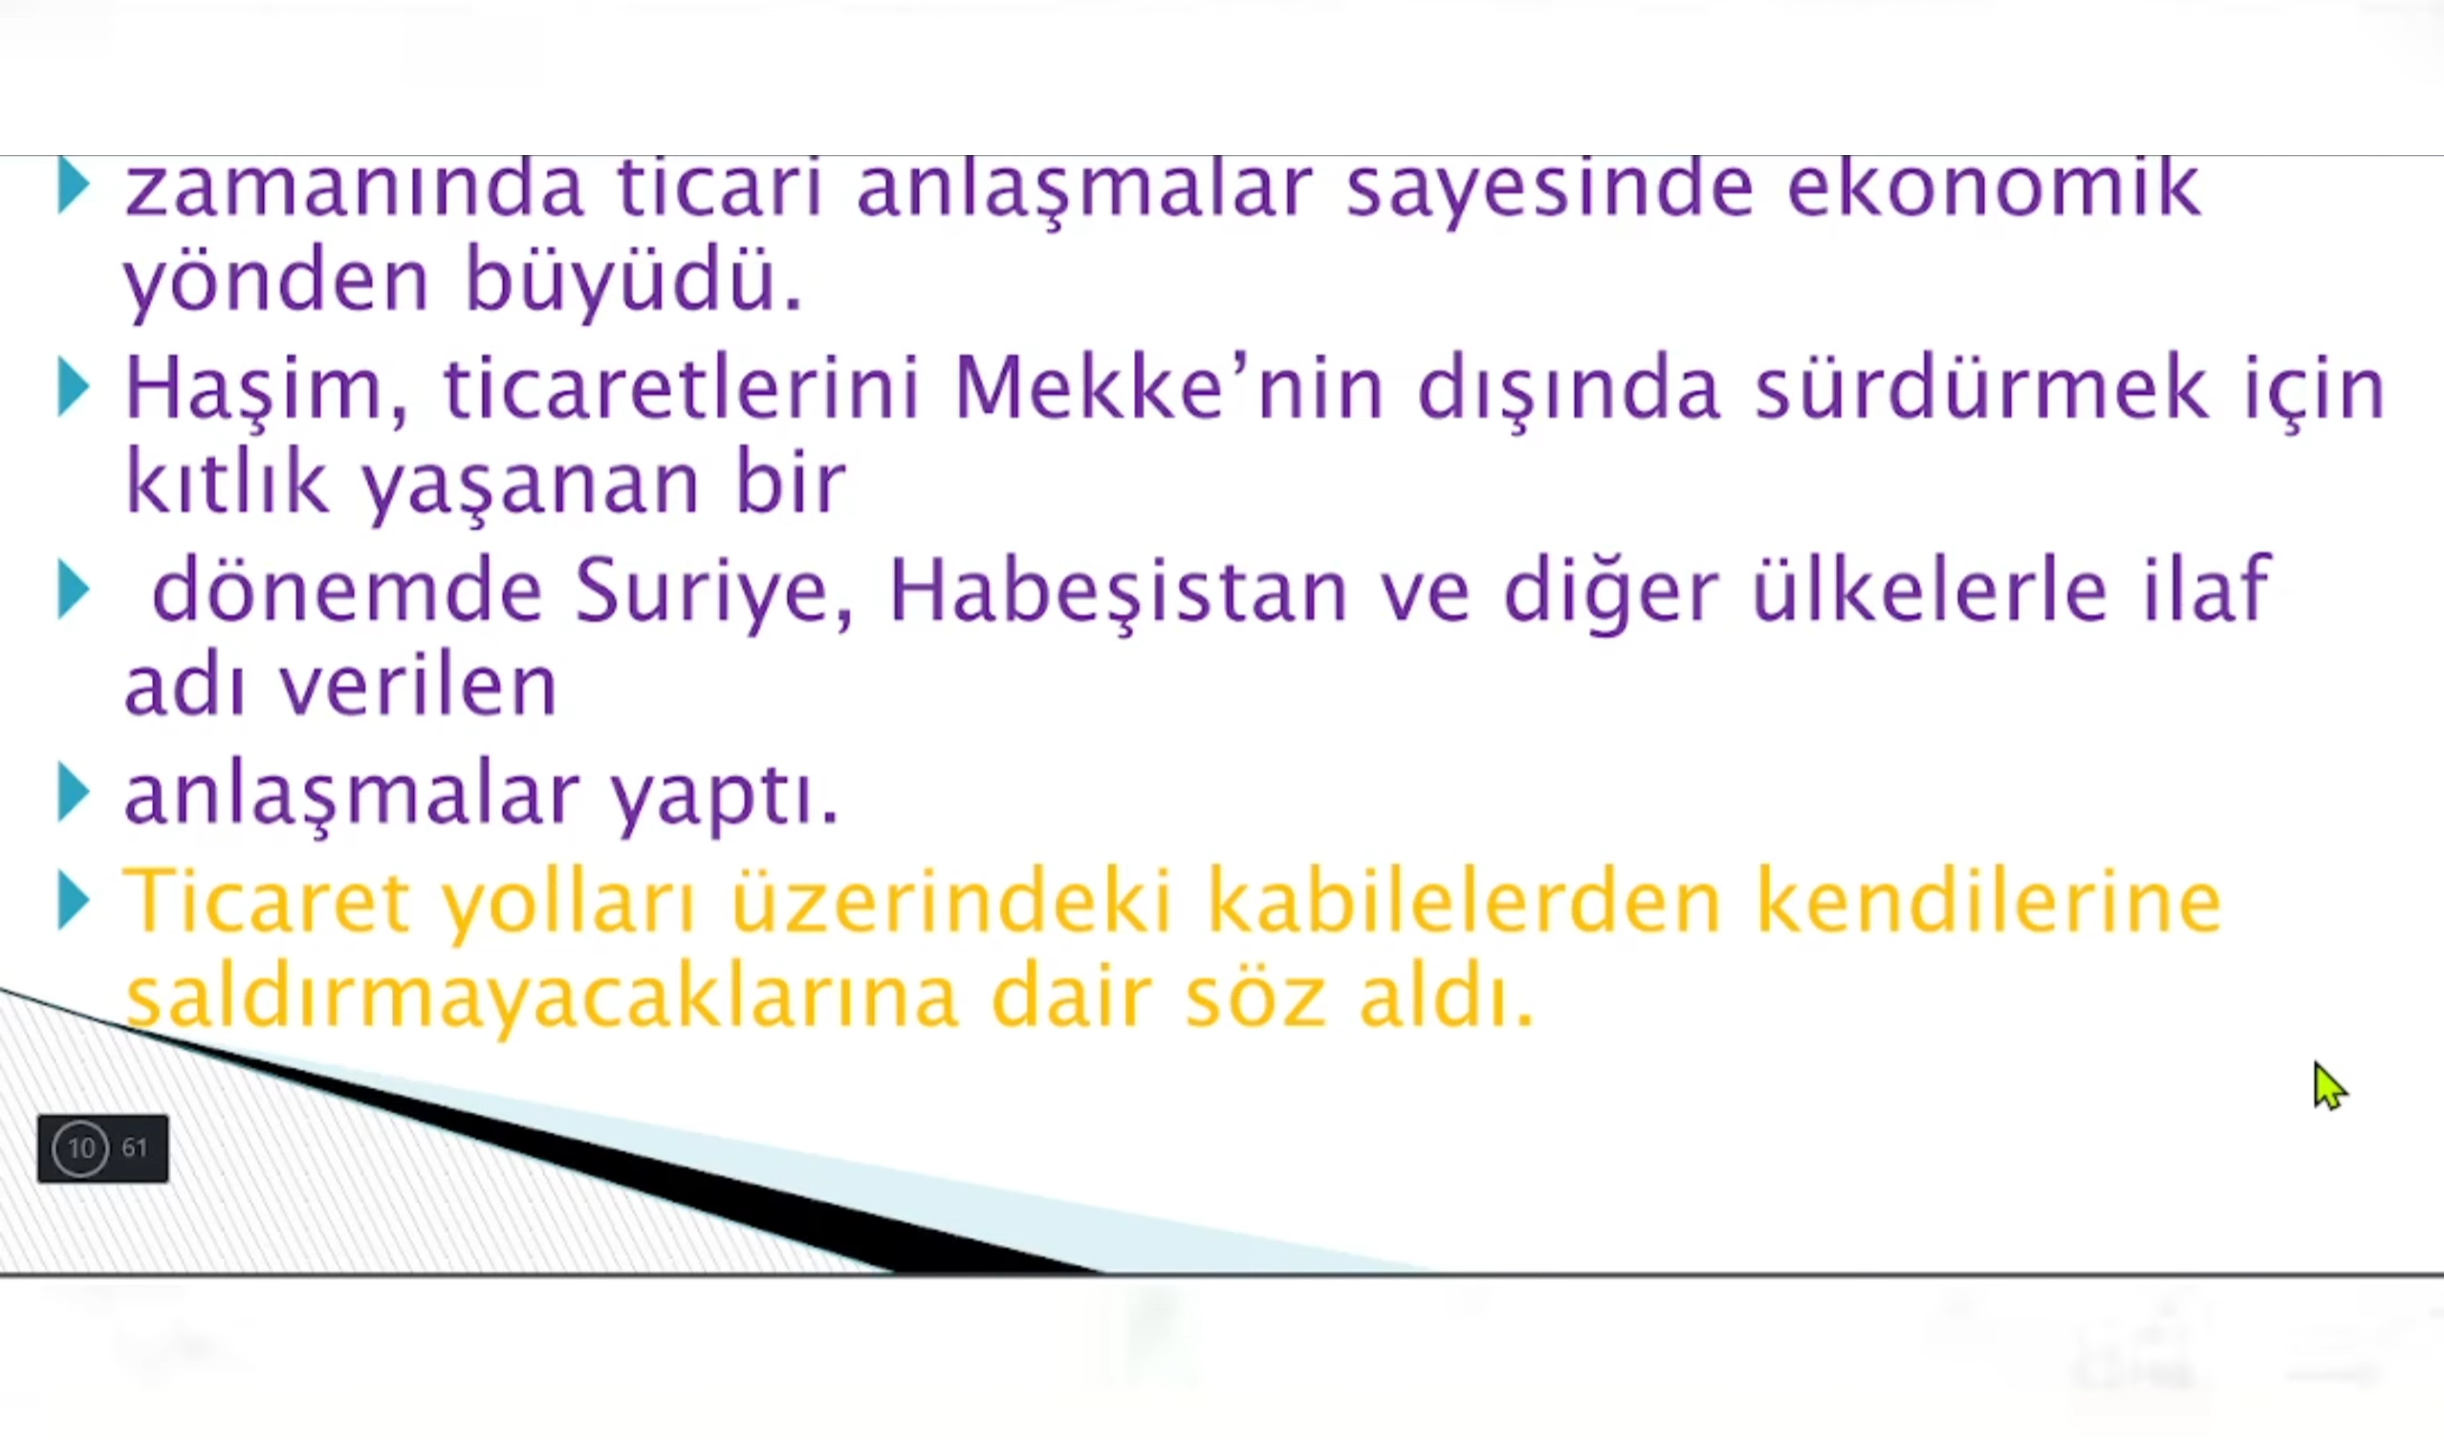 zamanında ticari anlaşmalar sayesinde ekonomik
yönden büyüdü.
Haşim, ticaretlerini Mekke’nin dışında sürdürmek için
kıtlık yaşanan bir
dönemde Suriye, Habeşistan ve diğer ülkelerle ilaf
adı verilen
anlaşmalar yaptı.
Ticaret yolları üzerindeki kabilelerden kendilerine
saldırmayacaklarına dair söz aldı.
10 61